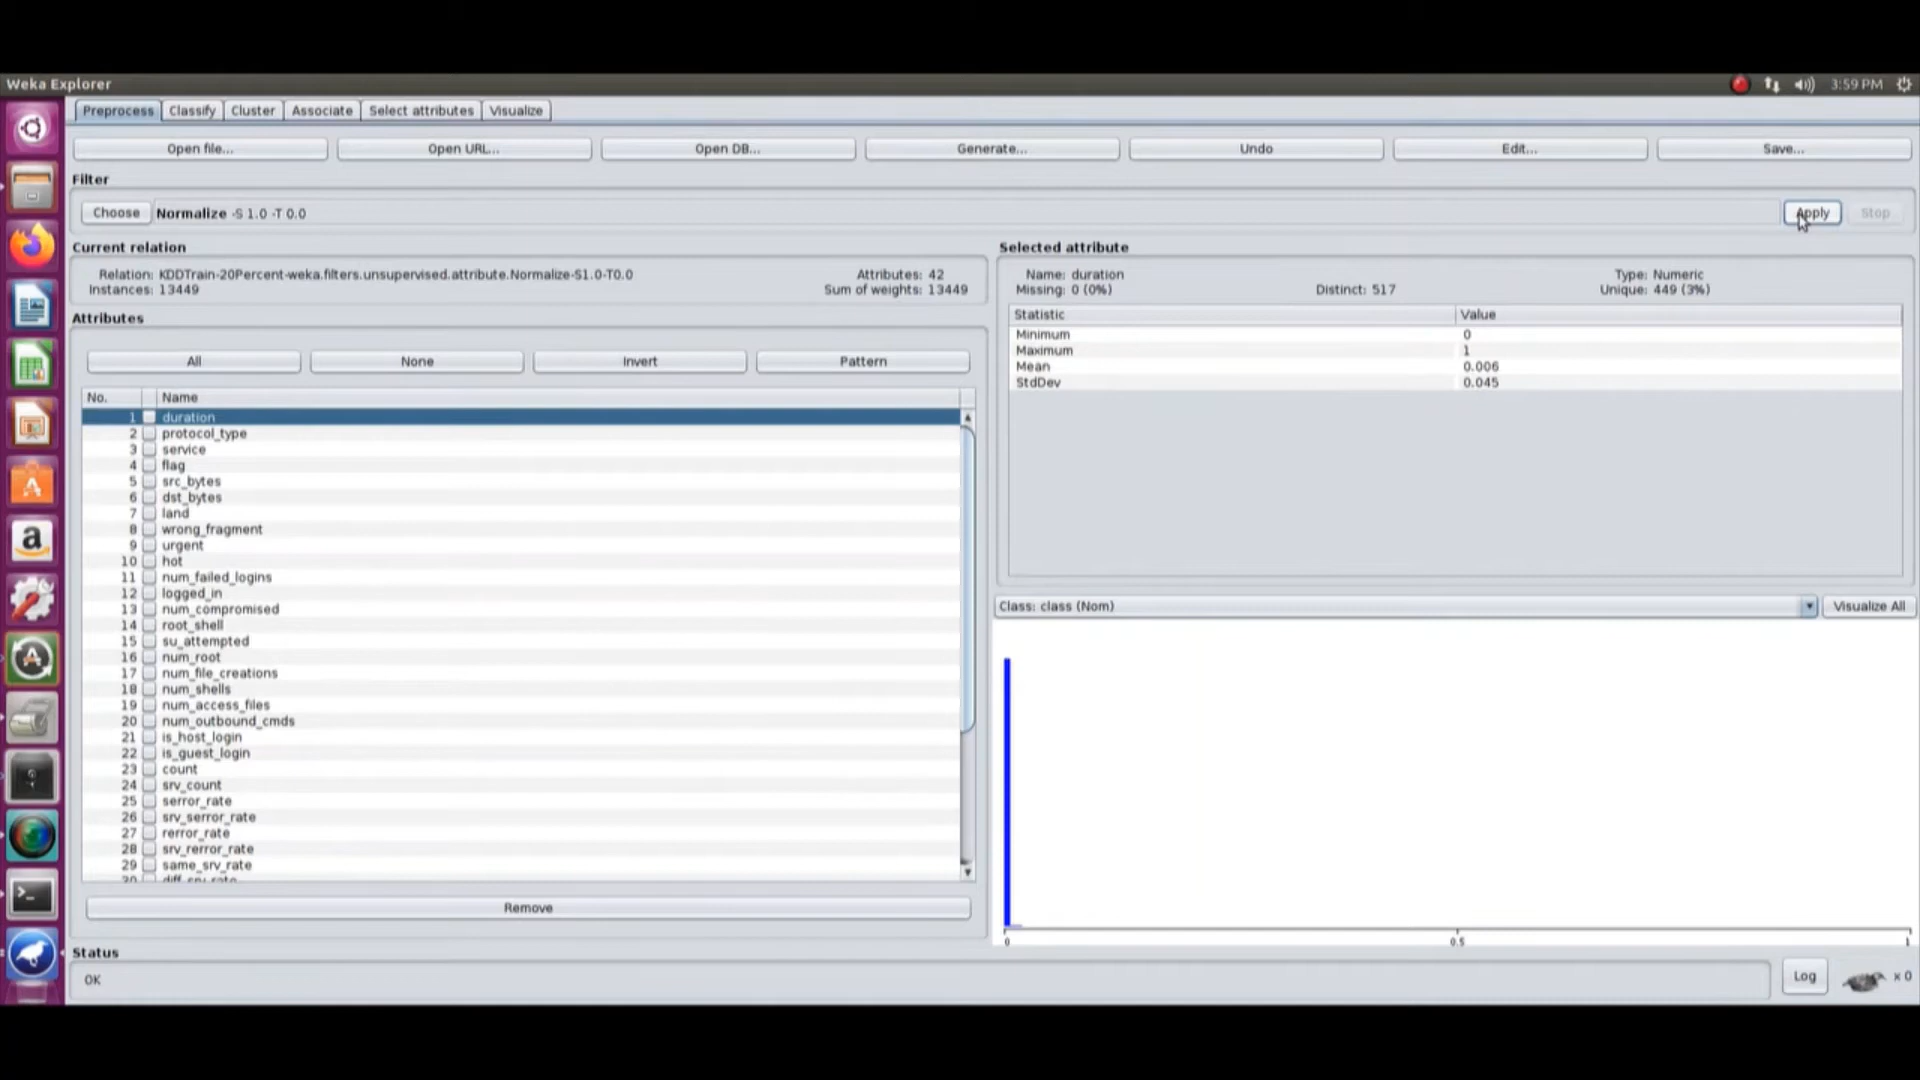 Weka Explorer
3:59 PM
Preprocess Classify Cluster Associate Select attributes Visualize
Open file... Open URL... Open DB... Generate... Undo Edit... Save...
Filter
Choose Normalize -S 1.0 -T 0.0 Apply Stop
Current relation
Relation: KDDTrain-20Percent-weka.filters.unsupervised.attribute.Normalize-S1.0-T0.0 Attributes: 42
Instances: 13449 Sum of weights: 13449
Selected attribute
Name: duration Type: Numeric
Missing: 0 (0%) Distinct: 517 Unique: 449 (3%)
Statistic Value
Minimum 0
Maximum 1
Mean 0.006
StdDev 0.045
Attributes
All None Invert Pattern
No. Name
1 duration
2 protocol_type
3 service
4 flag
5 src_bytes
6 dst_bytes
7 land
8 wrong_fragment
9 urgent
10 hot
11 num_failed_logins
12 logged_in
13 num_compromised
14 root_shell
15 su_attempted
16 num_root
17 num_file_creations
18 num_shells
19 num_access_files
20 num_outbound_cmds
21 is_host_login
22 is_guest_login
23 count
24 srv_count
25 serror_rate
26 srv_serror_rate
27 rerror_rate
28 srv_rerror_rate
29 same_srv_rate
30 diff_srv_rate
Remove
Class: class (Nom) Visualize All
0 0.5 1
Status
OK
Log x 0